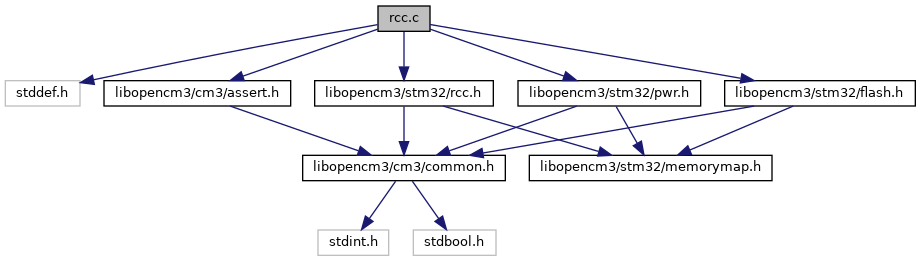 rcc.c
stddef.h
libopencm3/cm3/assert.h
libopencm3/stm32/rcc.h
libopencm3/stm32/pwr.h
libopencm3/stm32/flash.h
libopencm3/cm3/common.h
libopencm3/stm32/memorymap.h
stdint.h
stdbool.h